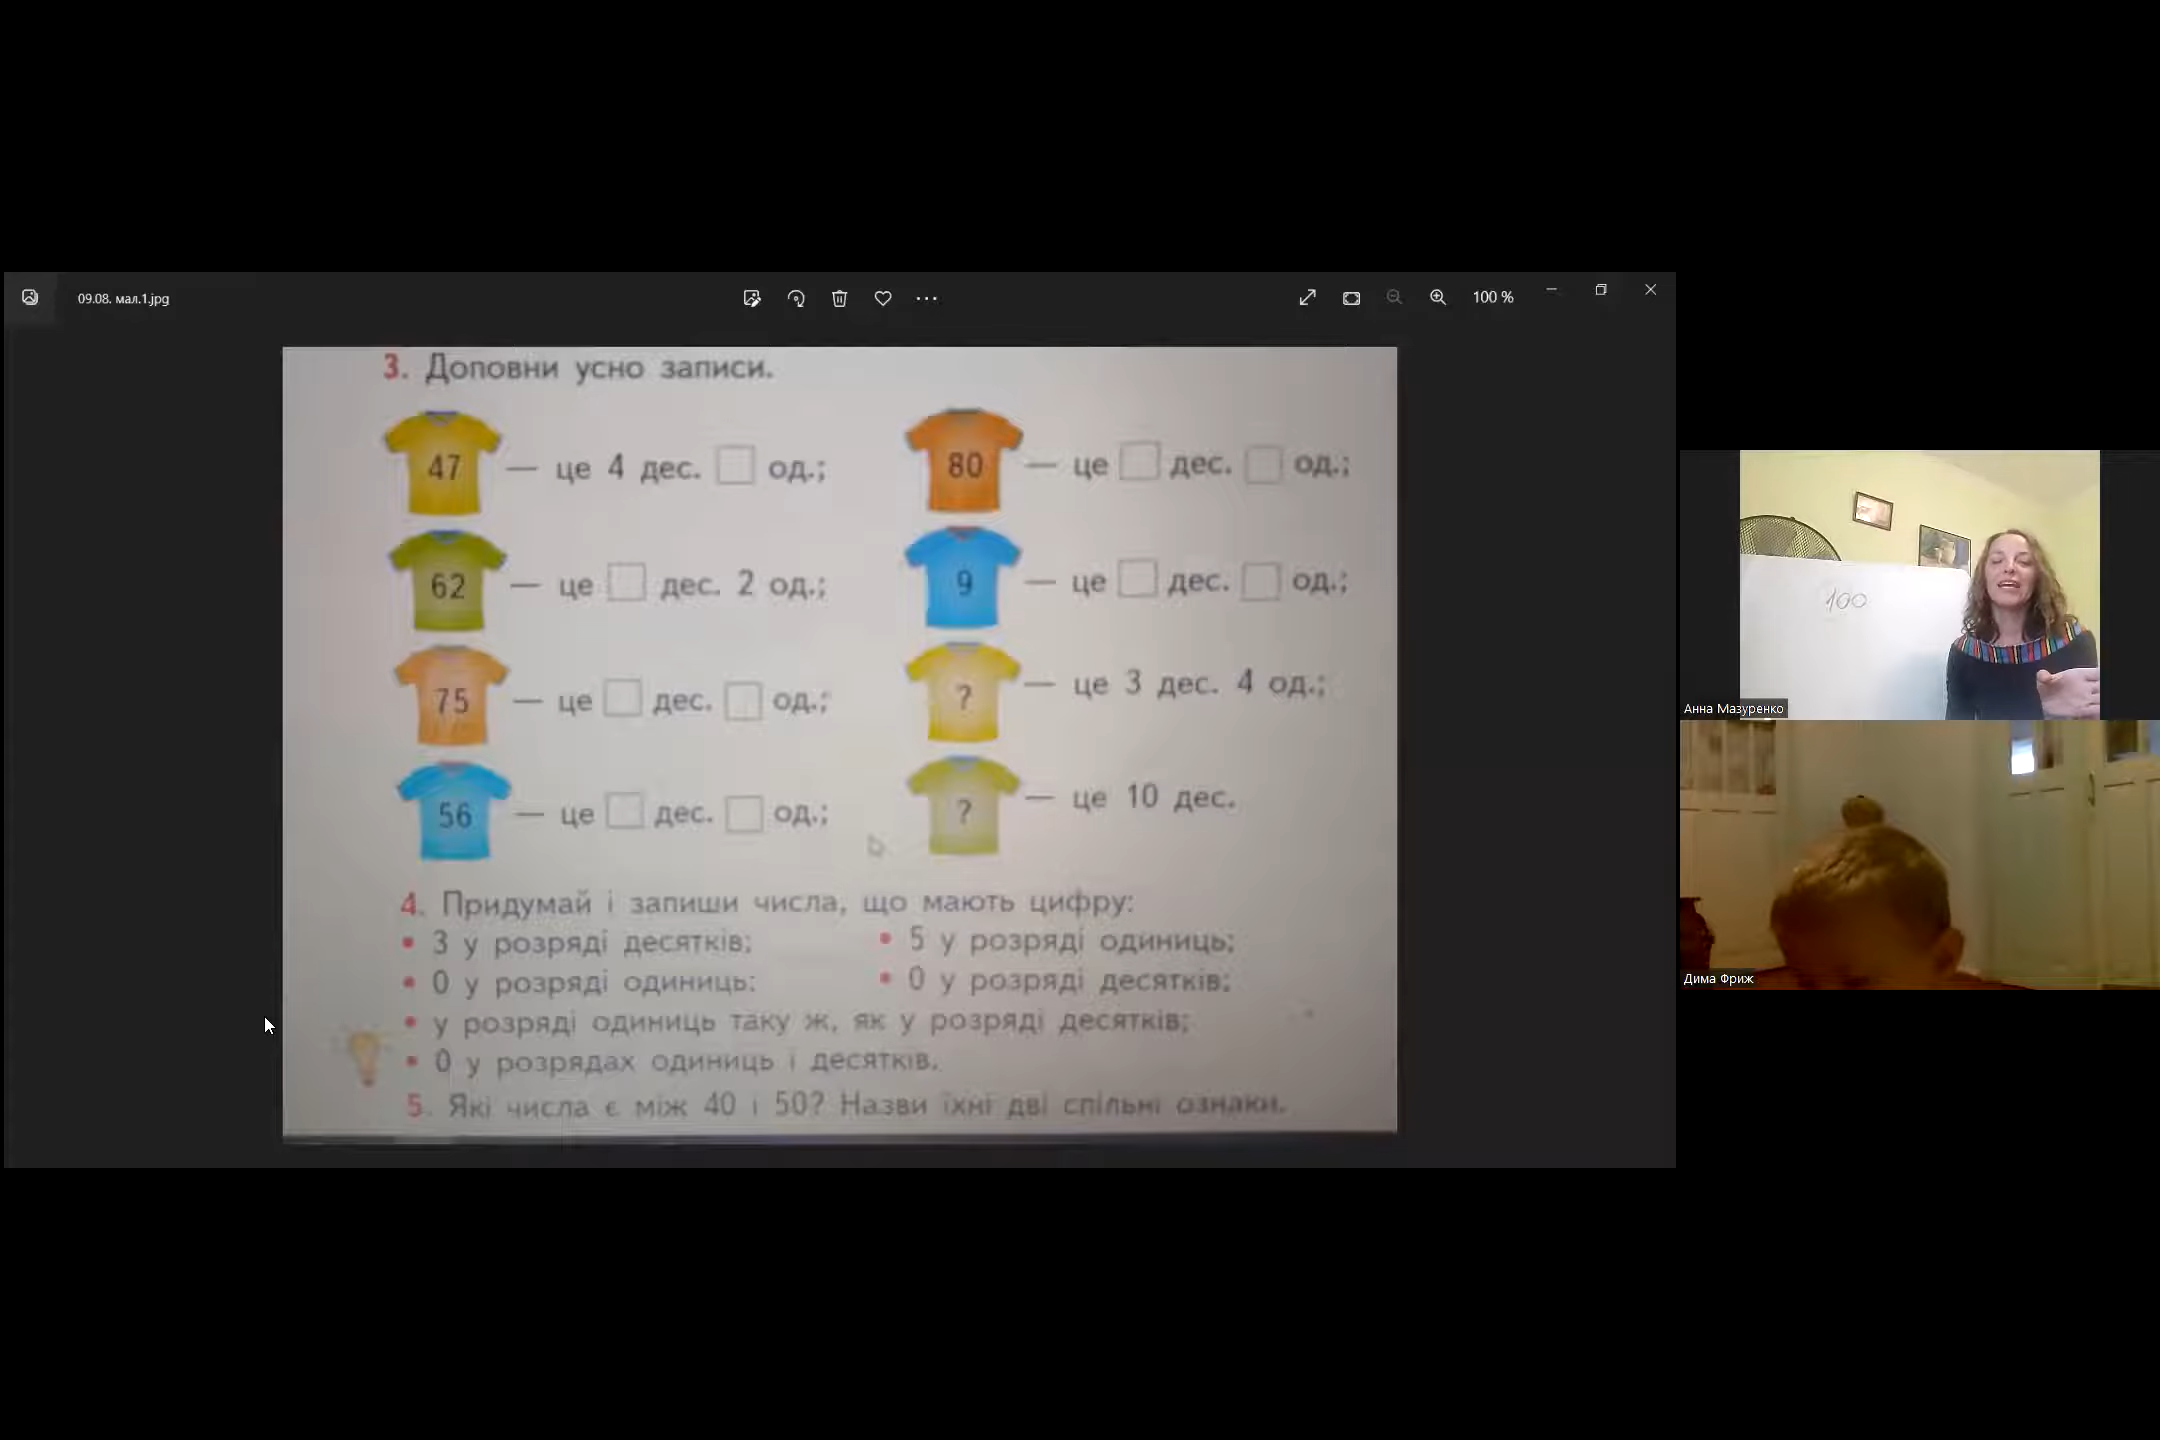 09.08. мал.1.jpg
100 %
3. Доповни усно записи.
47 — це 4 дес. од.;
80 — це дес. од.;
62 — це дес. 2 од.;
9 — це дес. од.;
75 — це дес. од.;
? — це 3 дес. 4 од.;
56 — це дес. од.;
? — це 10 дес.
4. Придумай і запиши числа, що мають цифру:
• 3 у розряді десятків;
• 5 у розряді одиниць;
• 0 у розряді одиниць;
• 0 у розряді десятків;
• у розряді одиниць таку ж, як у розряді десятків;
• 0 у розрядах одиниць і десятків.
5. Які числа є між 40 і 50? Назви їхні дві спільні ознаки.
100
Анна Мазуренко
Дима Фриж